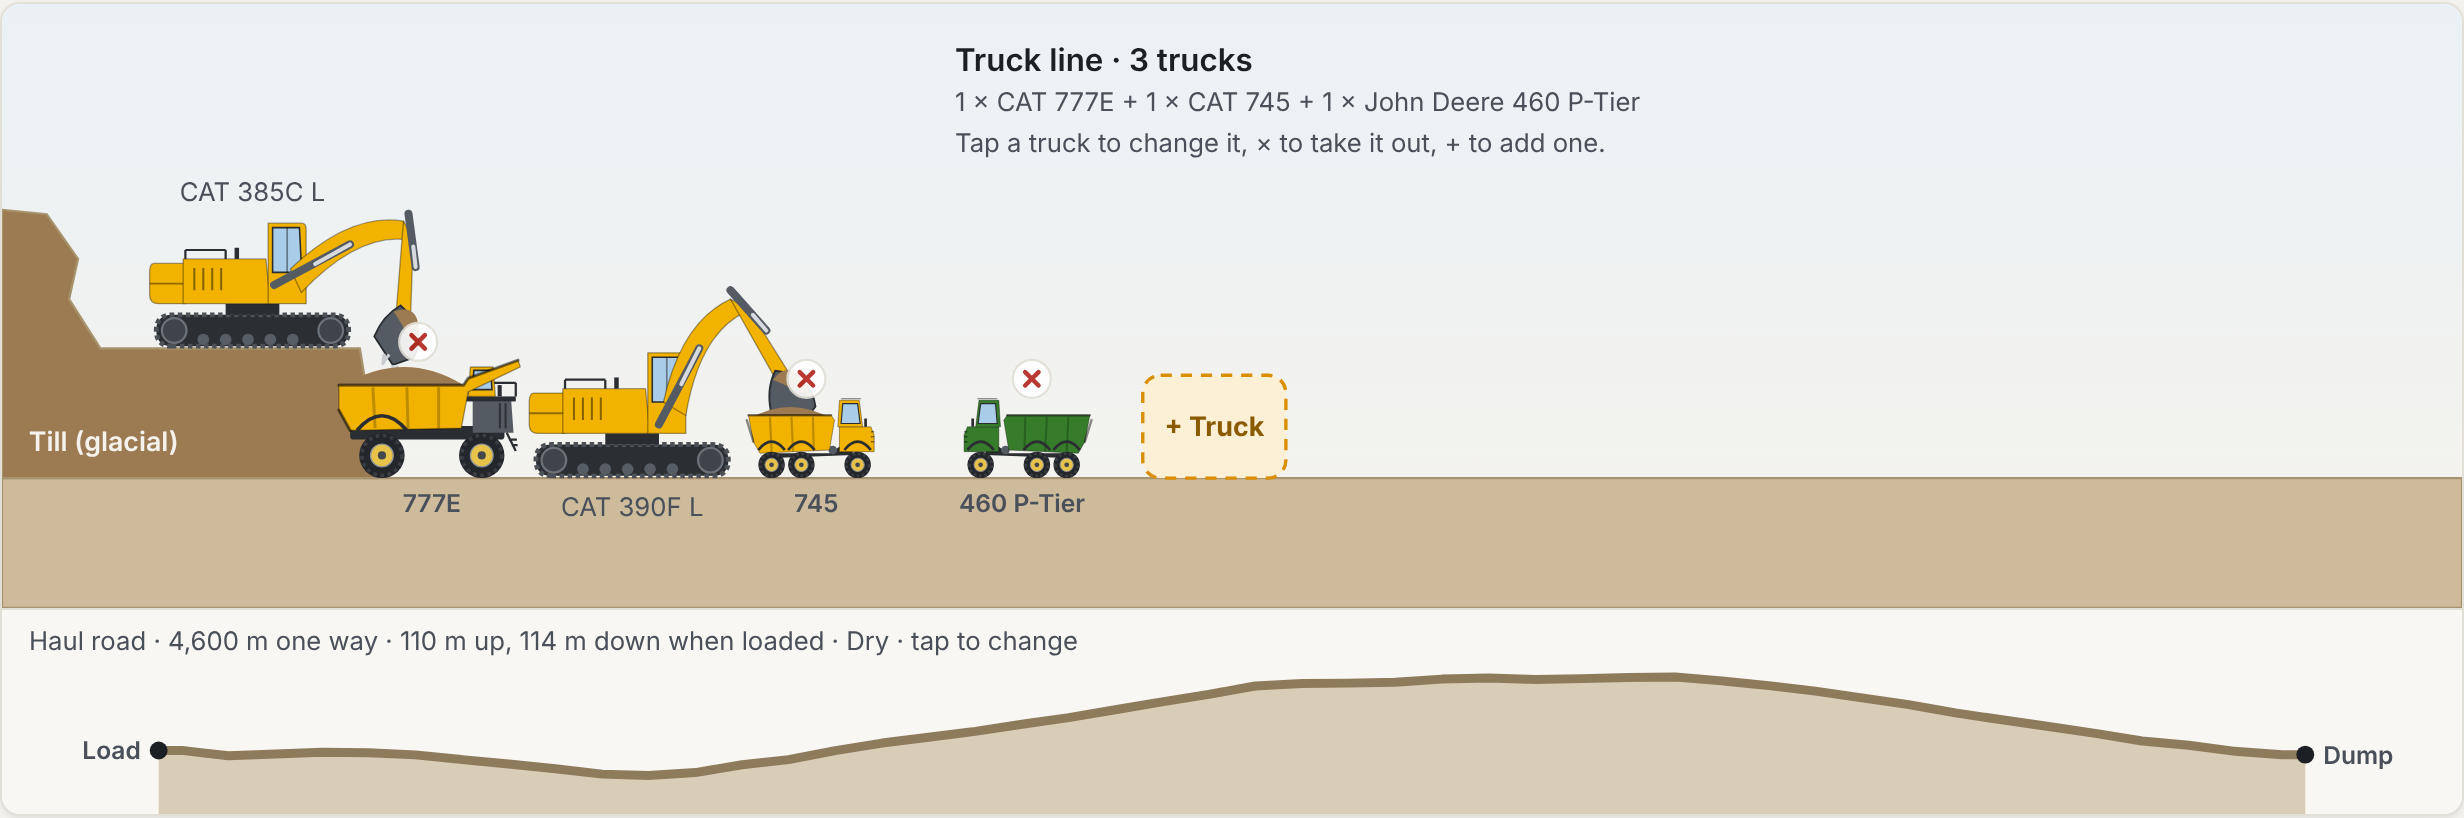 Truck line · 3 trucks
1 × CAT 777E + 1 × CAT 745 + 1 × John Deere 460 P-Tier
Tap a truck to change it, × to take it out, + to add one.
CAT 385C L
Till (glacial)
+ Truck
777E
CAT 390F L
745
460 P-Tier
Haul road · 4,600 m one way · 110 m up, 114 m down when loaded · Dry · tap to change
Load
Dump